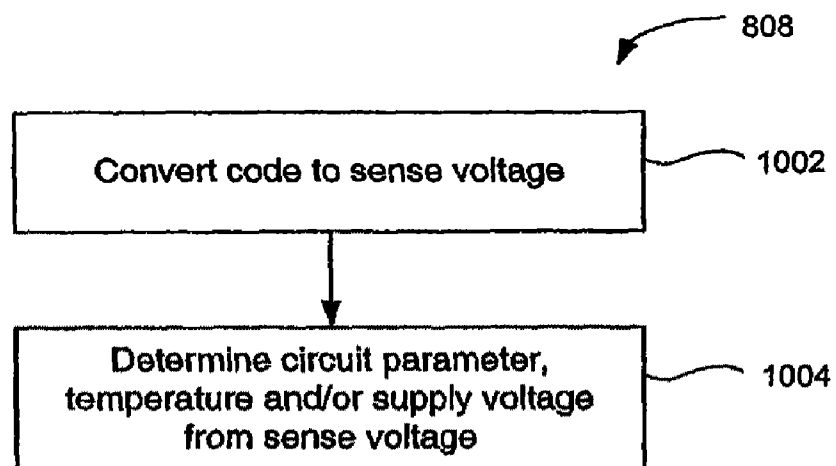 808
Convert code to sense voltage
1002
Determine circuit parameter,
temperature and/or supply voltage
from sense voltage
1004